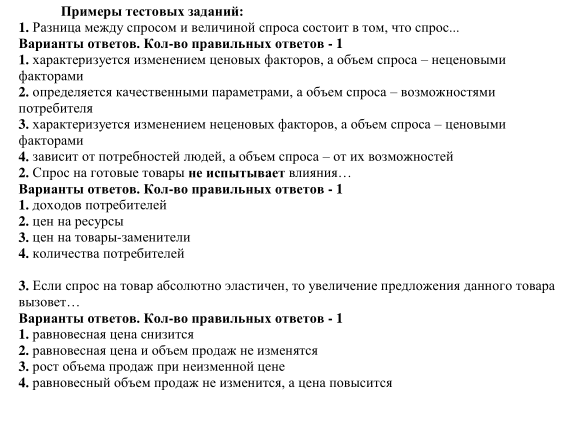 Примеры тестовых заданий:
1. Разница между спросом и величиной спроса состоит в том, что спрос...
Варианты ответов. Кол-во правильных ответов - 1
1. характеризуется изменением ценовых факторов, а объем спроса – неценовыми
факторами
2. определяется качественными параметрами, а объем спроса – возможностями
потребителя
3. характеризуется изменением неценовых факторов, а объем спроса – ценовыми
факторами
4. зависит от потребностей людей, а объем спроса – от их возможностей
2. Спрос на готовые товары не испытывает влияния…
Варианты ответов. Кол-во правильных ответов - 1
1. доходов потребителей
2. цен на ресурсы
3. цен на товары-заменители
4. количества потребителей
3. Если спрос на товар абсолютно эластичен, то увеличение предложения данного товара
вызовет…
Варианты ответов. Кол-во правильных ответов - 1
1. равновесная цена снизится
2. равновесная цена и объем продаж не изменятся
3. рост объема продаж при неизменной цене
4. равновесный объем продаж не изменится, а цена повысится